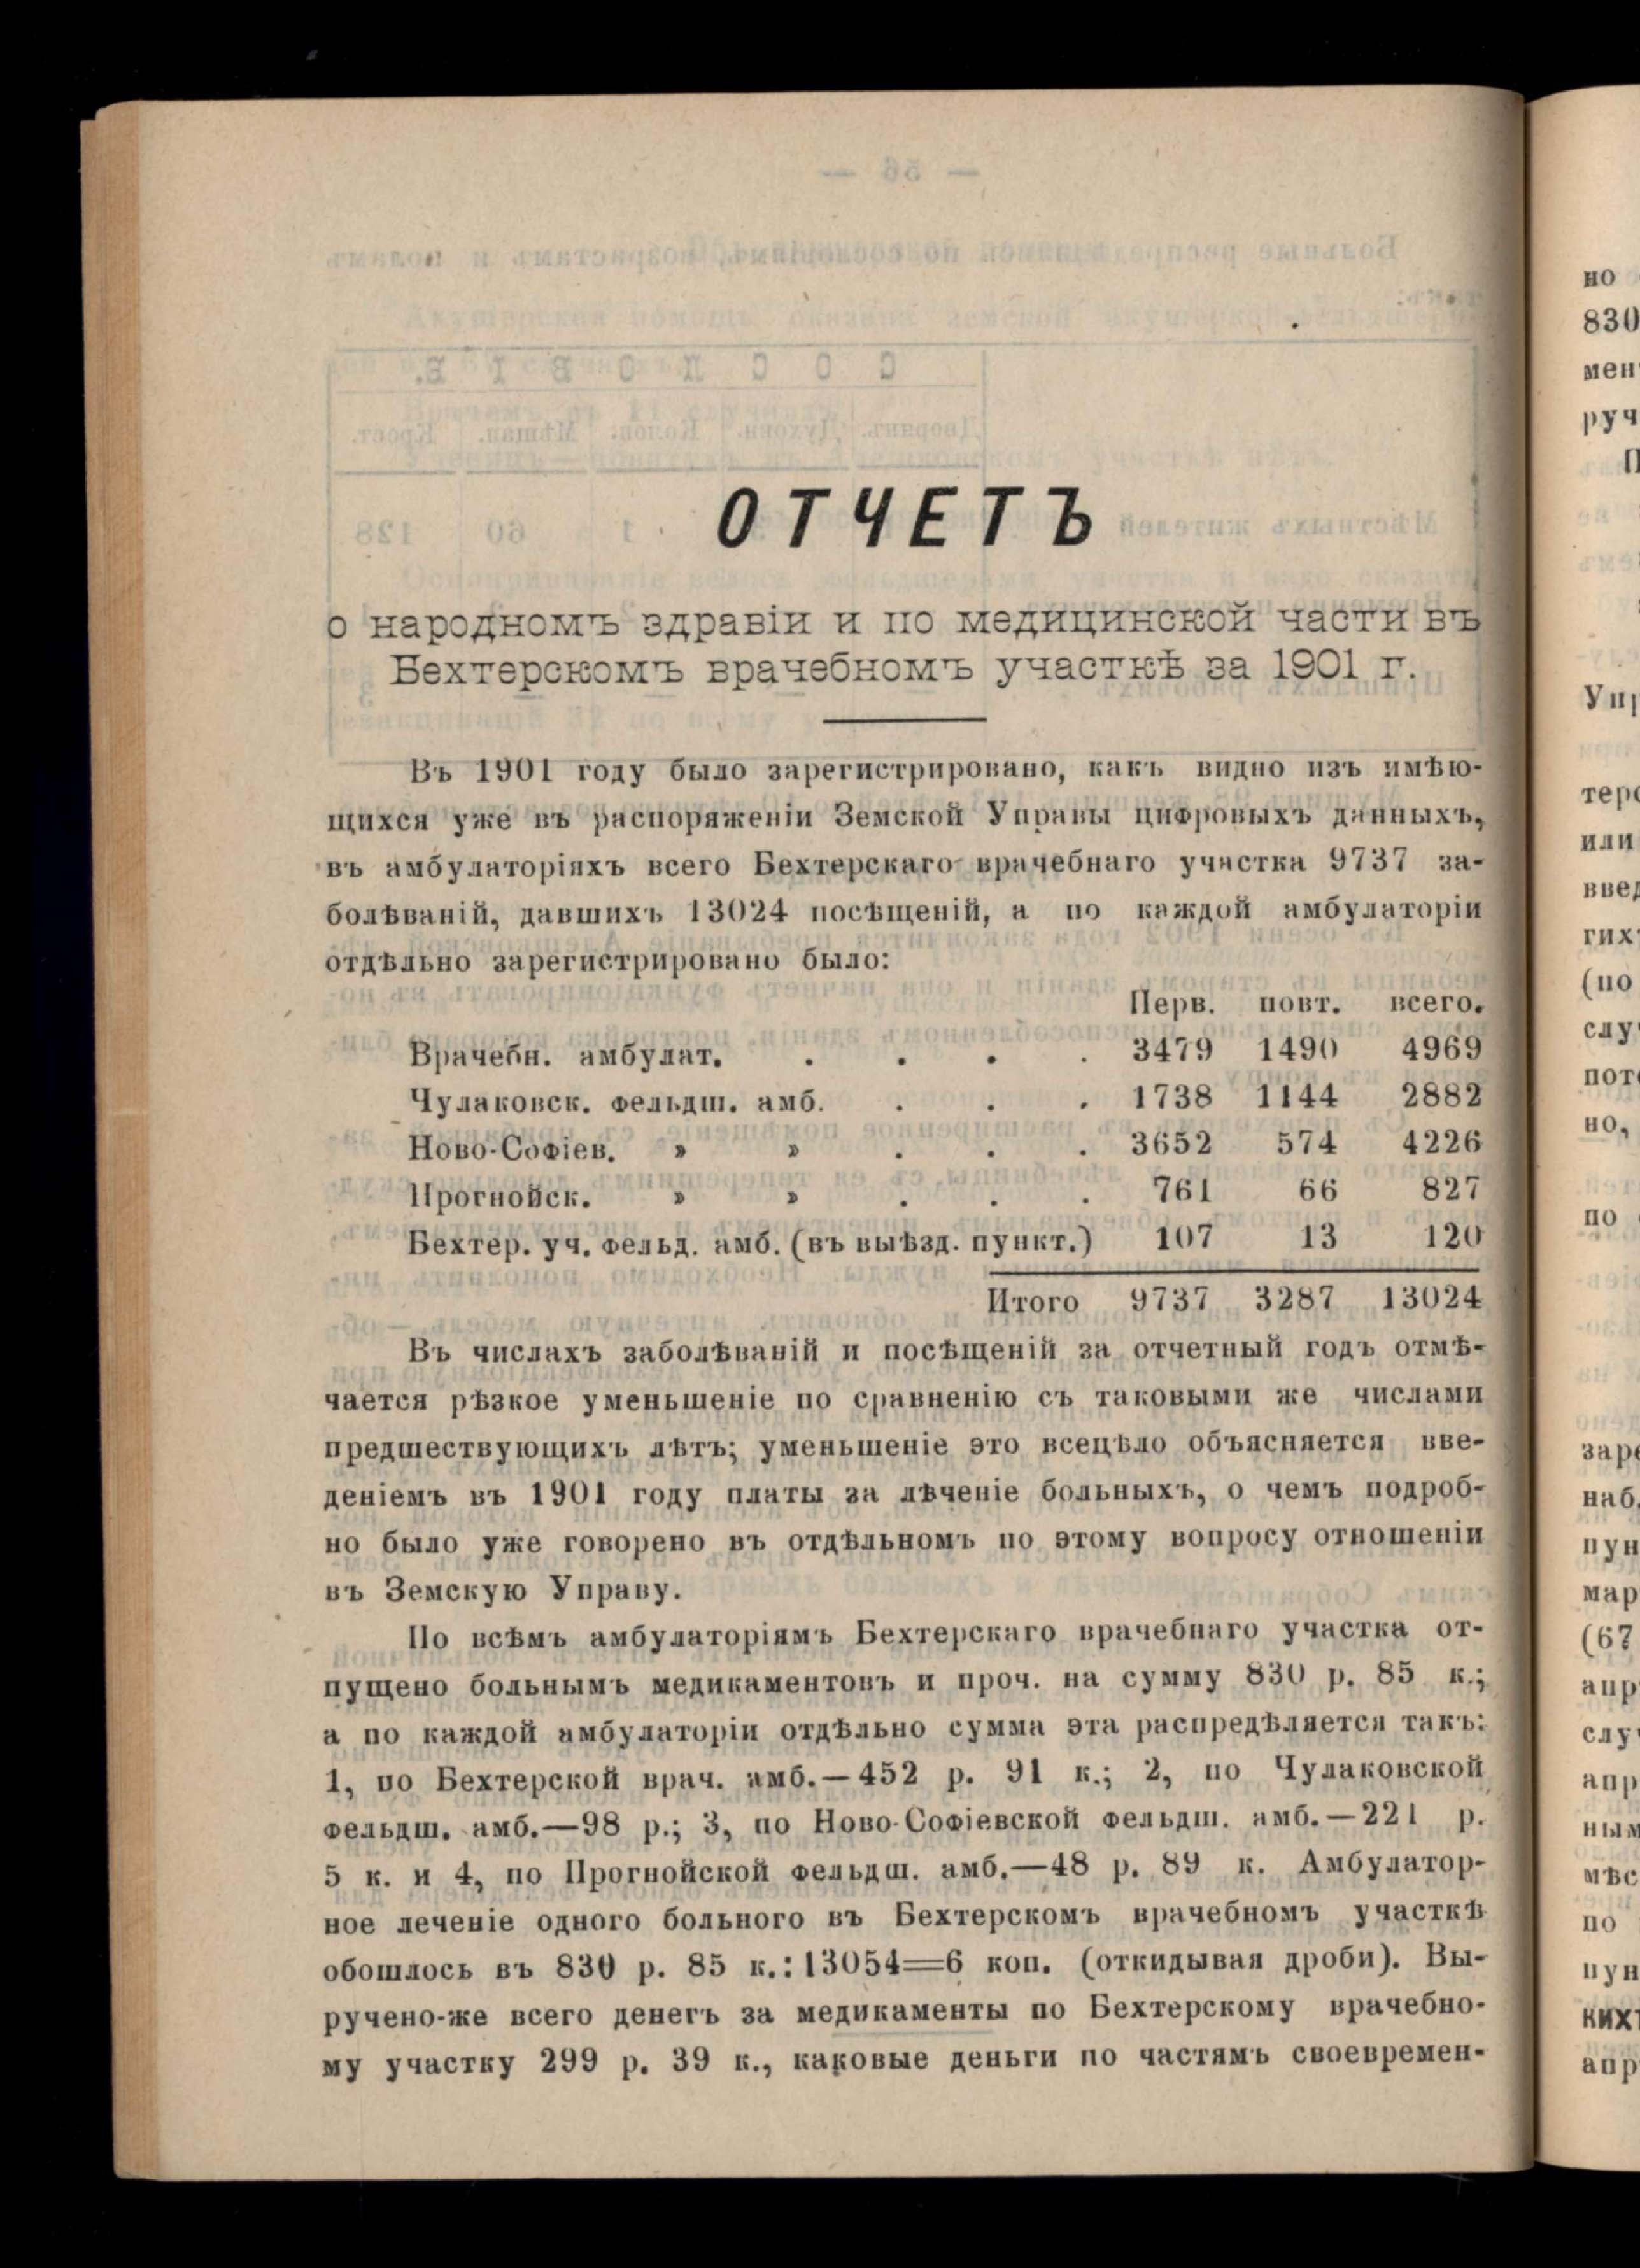 ОТЧЕТЪ
о народномъ здравіи и по медицинской части въ
Бехтерскомъ врачебномъ участкѣ за 1901 г.
Въ 1901 году было зарегистрировано, какъ видно изъ имѣю-
щихся уже въ распоряженіи Земской Управы цифровыхъ данныхъ,
въ амбулаторіяхъ всего Бехтерскаго врачебнаго участка 9737 за-
болѣваній, давшихъ 13024 посѣщеній, а по каждой амбулаторіи
отдѣльно зарегистрировано было:
Перв. повт. всего.
Врачебн. амбулат. . . . . 3479 1490 4969
Чулаковск. фельдш. амб. . . . 1738 1144 2882
Ново-Софіев. » » . . . 3652 574 4226
Прогнойск. » » . . . 761 66 827
Бехтер. уч. фельд. амб. (въ выѣзд. пункт.) 107 13 120
Итого 9737 3287 13024
Въ числахъ заболѣваній и посѣщеній за отчетный годъ отмѣ-
чается рѣзкое уменьшеніе по сравненію съ таковыми же числами
предшествующихъ лѣтъ; уменьшеніе это всецѣло объясняется вве-
деніемъ въ 1901 году платы за лѣченіе больныхъ, о чемъ подроб-
но было уже говорено въ отдѣльномъ по этому вопросу отношеніи
въ Земскую Управу.
По всѣмъ амбулаторіямъ Бехтерскаго врачебнаго участка от-
пущено больнымъ медикаментовъ и проч. на сумму 830 р. 85 к.;
а по каждой амбулаторіи отдѣльно сумма эта распредѣляется такъ:
1, по Бехтерской врач. амб.—452 р. 91 к.; 2, по Чулаковской
фельдш. амб.—98 р.; 3, по Ново-Софіевской фельдш. амб.—221 р.
5 к. и 4, по Прогнойской фельдш. амб.—48 р. 89 к. Амбулатор-
ное леченіе одного больного въ Бехтерскомъ врачебномъ участкѣ
обошлось въ 830 р. 85 к.:13054=6 коп. (откидывая дроби). Вы-
ручено-же всего денегъ за медикаменты по Бехтерскому врачебно-
му участку 299 р. 39 к., каковые деньги по частямъ своевремен-